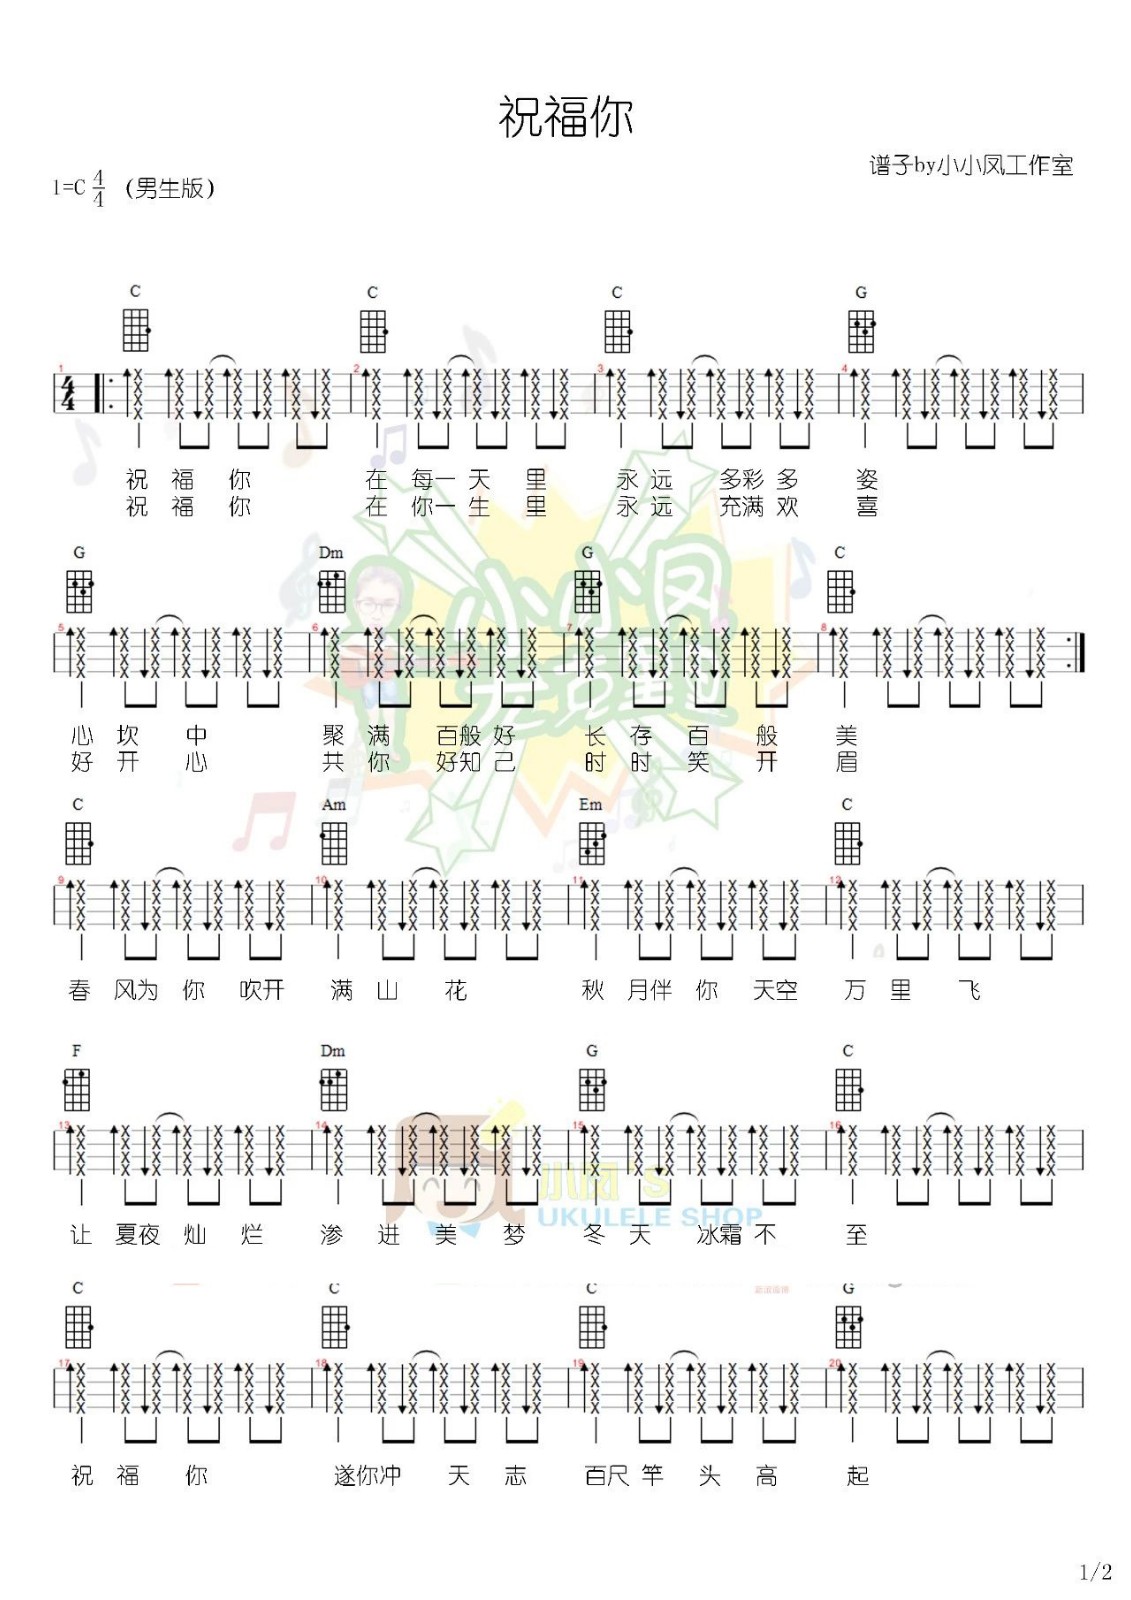 祝福你
谱子by小小凤工作室
1=C 4/4 (男生版)
C C C G
1 2 3 4
祝 福 你 在 每一 天 里 永 远 多彩 多 姿
祝 福 你 在 你一 生 里 永 远 充满 欢 喜
G Dm G C
5 6 7 8
心 坎 中 聚 满 百般 好 长 存 百 般 美
好 开 心 共 你 好知 己 时 时 笑 开 眉
C Am Em C
9 10 11 12
春 风为 你 吹开 满 山 花 秋 月伴 你 天空 万 里 飞
F Dm G C
13 14 15 16
让 夏夜 灿 烂 渗 进 美 梦 冬 天 冰霜 不 至
小凤's
UKULELE SHOP
C C C G
17 18 19 20
祝 福 你 遂你冲 天 志 百尺 竿 头 高 起
1/2